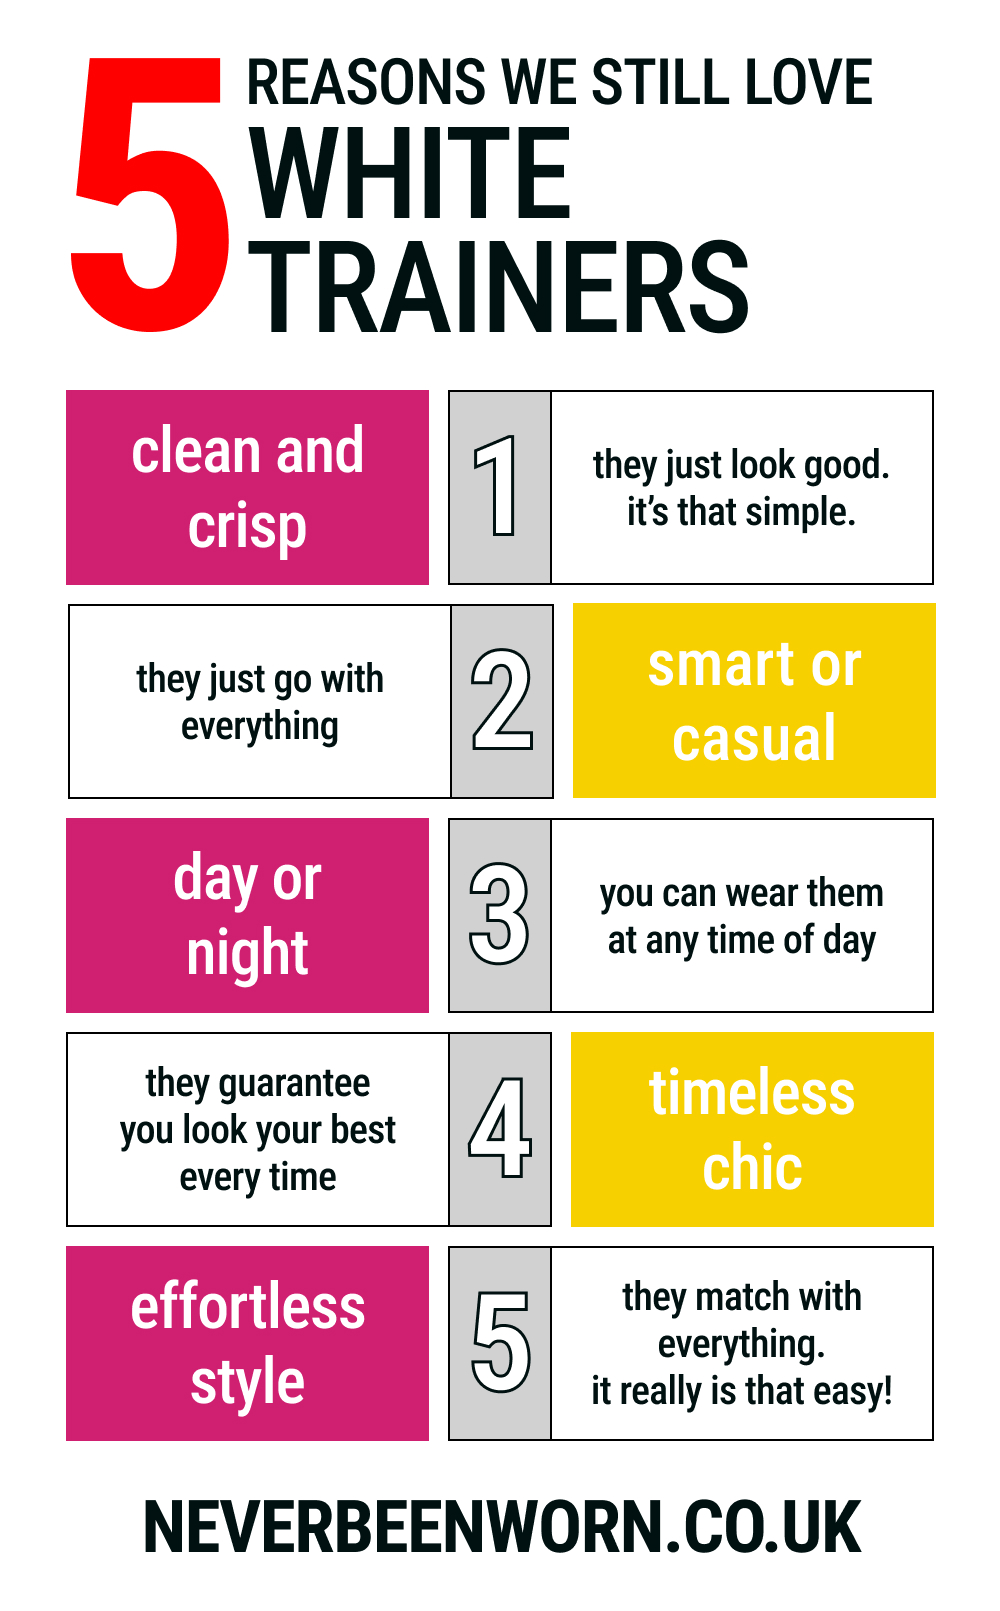 5
REASONS WE STILL LOVE
WHITE
TRAINERS
clean and
crisp
1
they just look good.
it’s that simple.
they just go with
everything
2
smart or
casual
day or
night
3
you can wear them
at any time of day
they guarantee
you look your best
every time
4
timeless
chic
effortless
style
5
they match with
everything.
it really is that easy!
NEVERBEENWORN.CO.UK